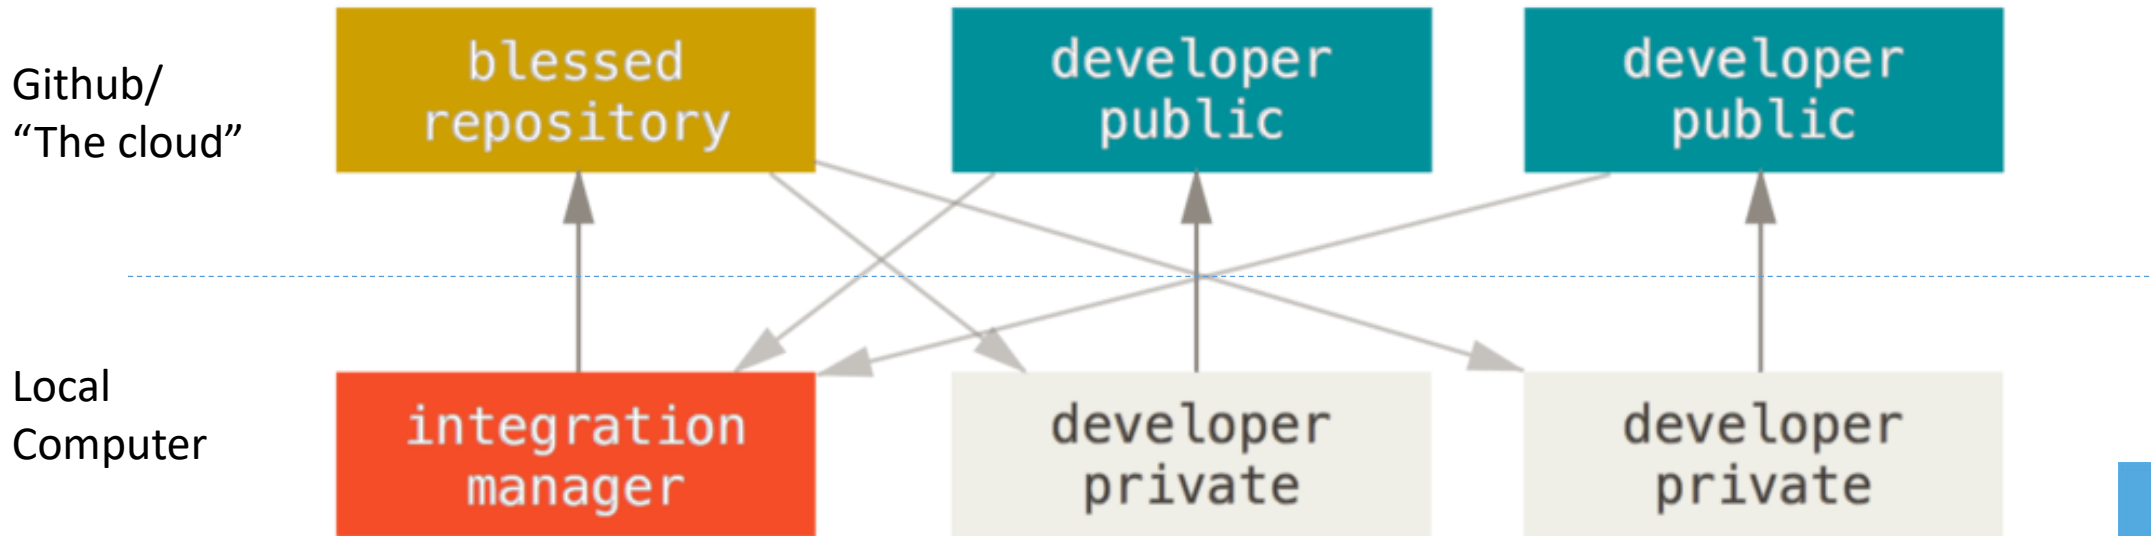 Github/
“The cloud”
blessed
repository
developer
public
developer
public
Local
Computer
integration
manager
developer
private
developer
private